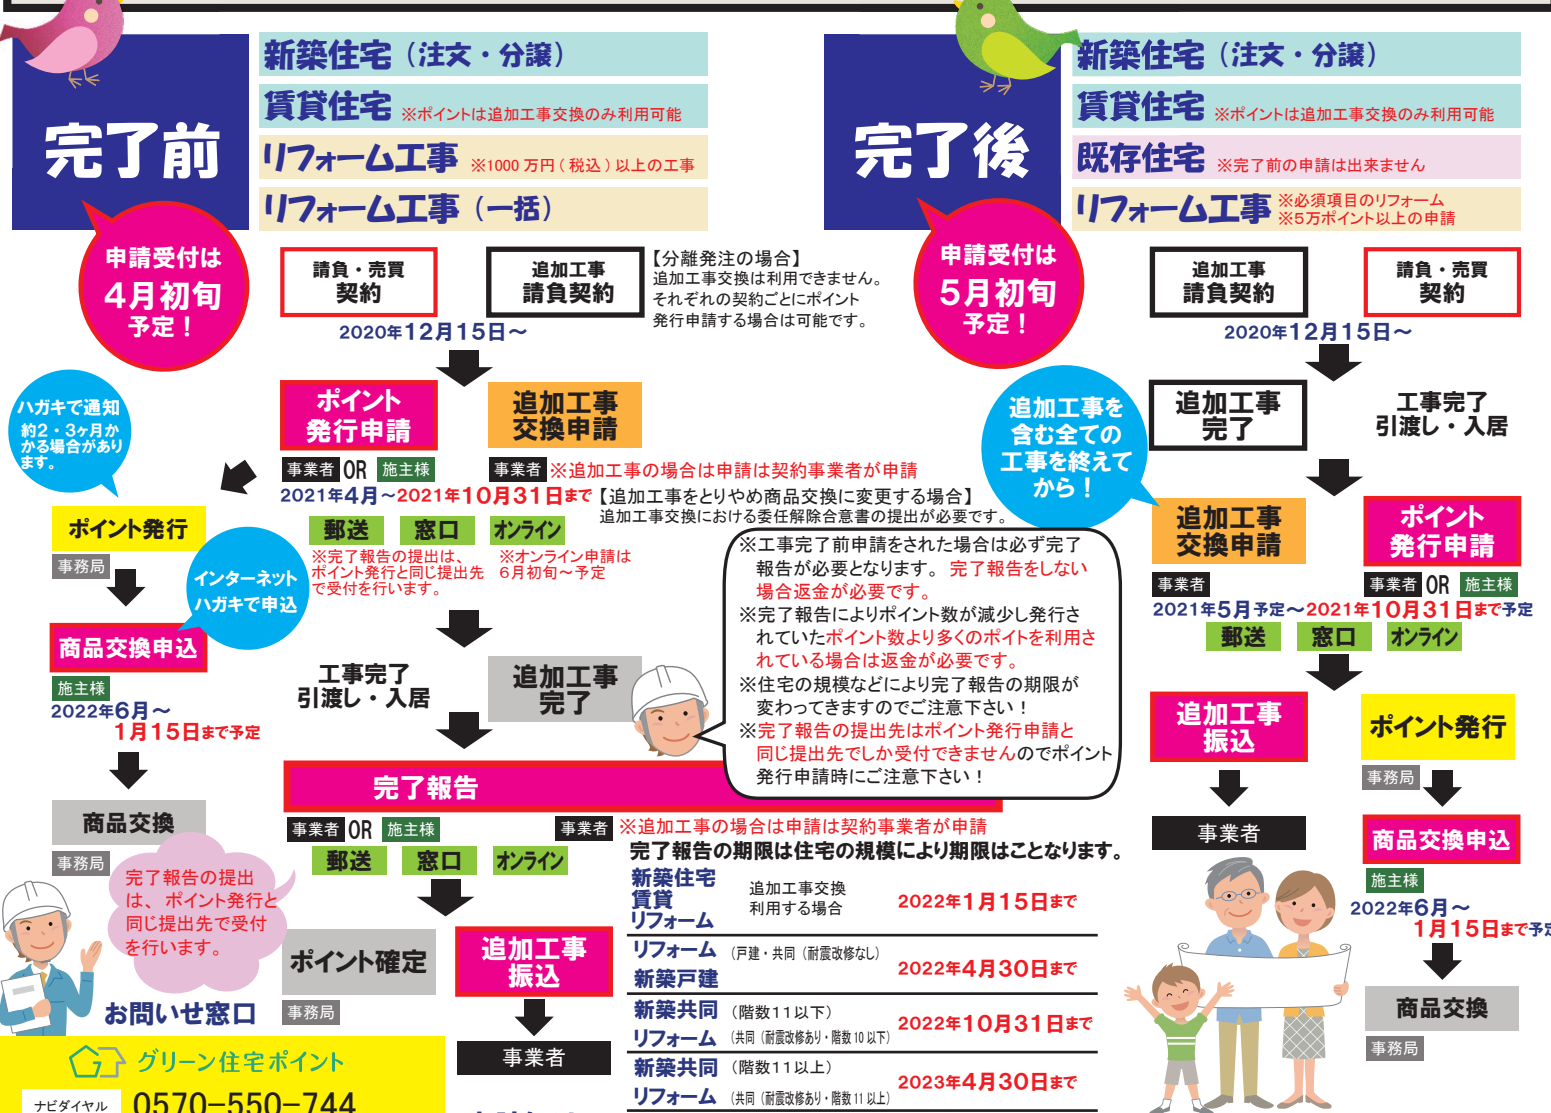 完了前
新築住宅（注文・分譲）
賃貸住宅 ※ポイントは追加工事交換のみ利用可能
リフォーム工事 ※1000万円(税込)以上の工事
リフォーム工事（一括）
申請受付は
4月初旬
予定！
請負・売買
契約
追加工事
請負契約
【分離発注の場合】
追加工事交換は利用できません。
それぞれの契約ごとにポイント
発行申請する場合は可能です。
2020年12月15日～
ポイント
発行申請
追加工事
交換申請
事業者 OR 施主様
事業者 ※追加工事の場合は申請は契約事業者が申請
2021年4月～2021年10月31日まで
【追加工事をとりやめ商品交換に変更する場合】
追加工事交換における委任解除合意書の提出が必要です。
郵送 窓口 オンライン
※完了報告の提出は、
ポイント発行と同じ提出先
で受付を行います。
※オンライン申請は
6月初旬～予定
ハガキで通知
約2・3ヶ月か
かる場合があり
ます。
ポイント発行
事務局
インターネット
ハガキで申込
商品交換申込
施主様
2022年6月～
1月15日まで予定
商品交換
事務局
工事完了
引渡し・入居
追加工事
完了
完了報告
事業者 OR 施主様
事業者 ※追加工事の場合は申請は契約事業者が申請
郵送 窓口 オンライン
完了報告の提出
は、ポイント発行と
同じ提出先で受付
を行います。
ポイント確定
事務局
追加工事
振込
事業者
お問いせ窓口
グリーン住宅ポイント
ナビダイヤル 0570-550-744
※工事完了前申請をされた場合は必ず完了
報告が必要となります。完了報告をしない
場合返金が必要です。
※完了報告によりポイント数が減少し発行さ
れていたポイント数より多くのポイトを利用さ
れている場合は返金が必要です。
※住宅の規模などにより完了報告の期限が
変わってきますのでご注意下さい！
※完了報告の提出先はポイント発行申請と
同じ提出先でしか受付できませんのでポイント
発行申請時にご注意下さい！
完了報告の期限は住宅の規模により期限はことなります。
新築住宅
賃貸
リフォーム
追加工事交換
利用する場合
2022年1月15日まで
リフォーム（戸建・共同（耐震改修なし）
新築戸建
2022年4月30日まで
新築共同（階数11以下）
リフォーム（共同（耐震改修あり・階数10以下）
2022年10月31日まで
新築共同（階数11以上）
リフォーム（共同（耐震改修あり・階数11以上）
2023年4月30日まで
完了後
新築住宅（注文・分譲）
賃貸住宅 ※ポイントは追加工事交換のみ利用可能
既存住宅 ※完了前の申請は出来ません
リフォーム工事 ※必須項目のリフォーム
※5万ポイント以上の申請
申請受付は
5月初旬
予定！
追加工事
請負契約
請負・売買
契約
2020年12月15日～
追加工事
完了
工事完了
引渡し・入居
追加工事を
含む全ての
工事を終えて
から！
追加工事
交換申請
ポイント
発行申請
事業者
事業者 OR 施主様
2021年5月予定～2021年10月31日まで予定
郵送 窓口 オンライン
追加工事
振込
事業者
ポイント発行
事務局
商品交換申込
施主様
2022年6月～
1月15日まで予定
商品交換
事務局